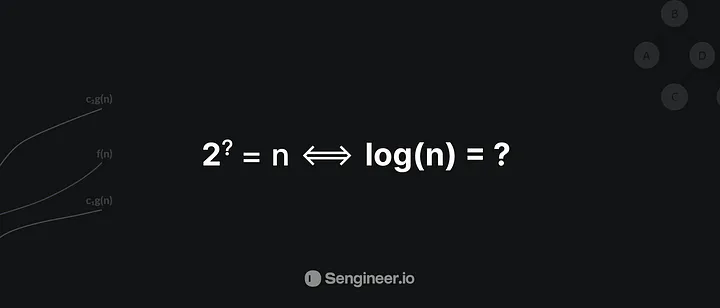 B
A D
C
c₂g(n)
f(n)
c₁g(n)
2^? = n ⟺ log(n) = ?
Sengineer.io